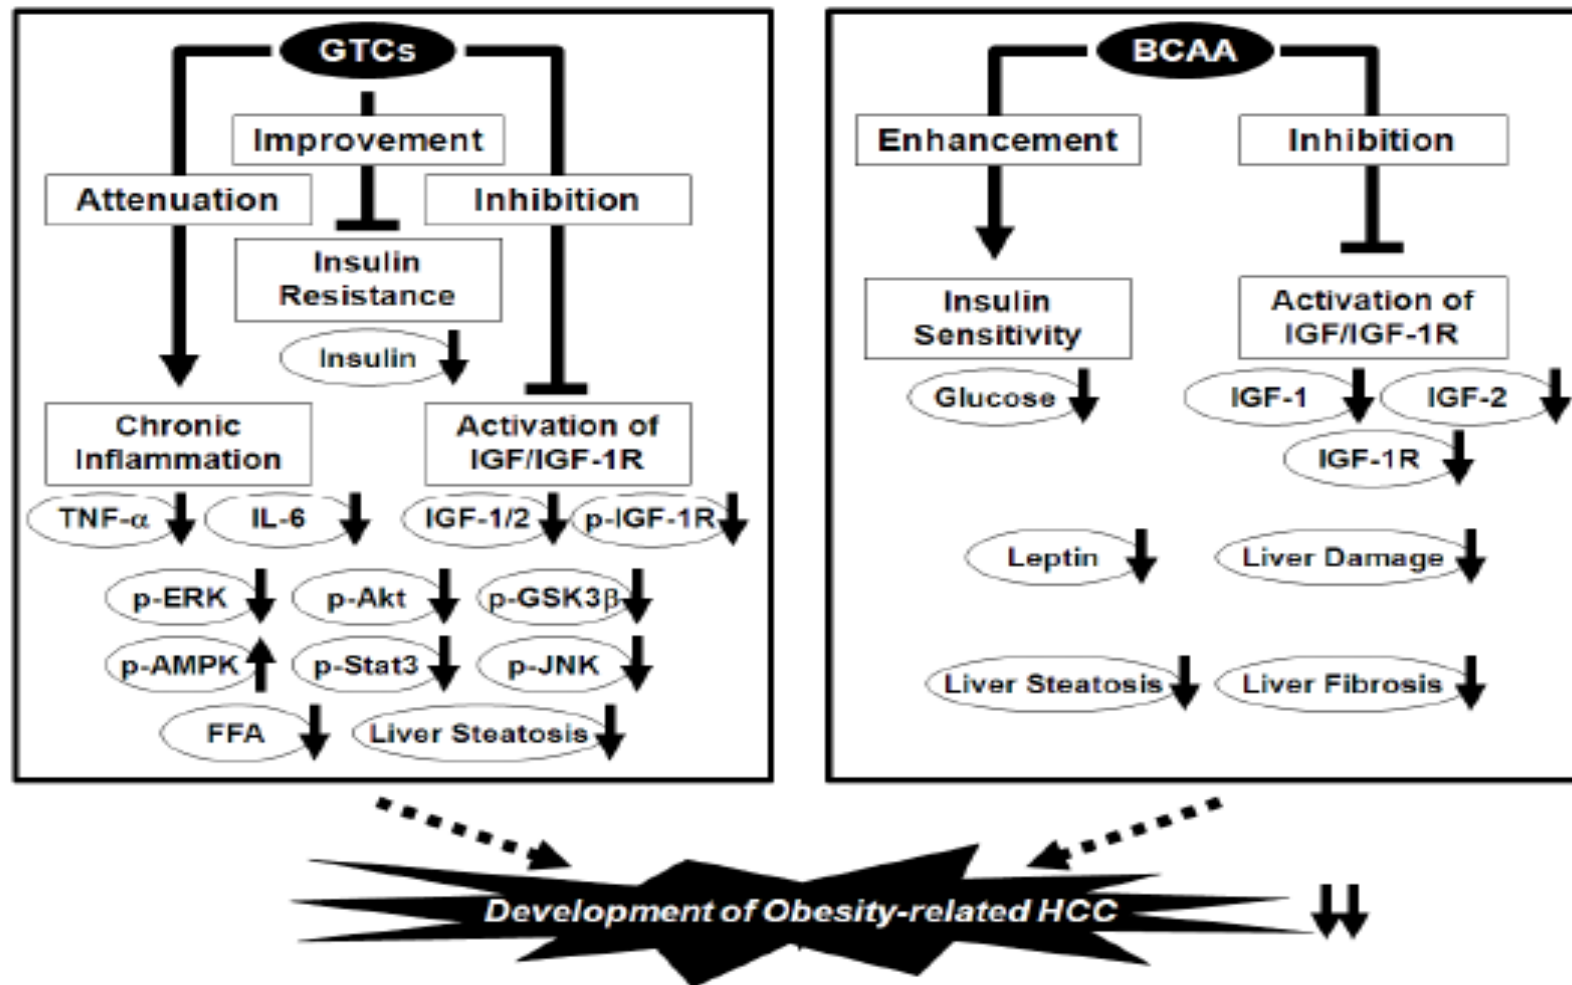 GTCs
Improvement
Attenuation
Inhibition
Insulin
Resistance
Insulin
Chronic
Inflammation
Activation of
IGF/IGF-1R
TNF-α
IL-6
IGF-1/2
p-IGF-1R
p-ERK
p-Akt
p-GSK3β
p-AMPK
p-Stat3
p-JNK
FFA
Liver Steatosis
BCAA
Enhancement
Inhibition
Insulin
Sensitivity
Activation of
IGF/IGF-1R
Glucose
IGF-1
IGF-2
IGF-1R
Leptin
Liver Damage
Liver Steatosis
Liver Fibrosis
Development of Obesity-related HCC